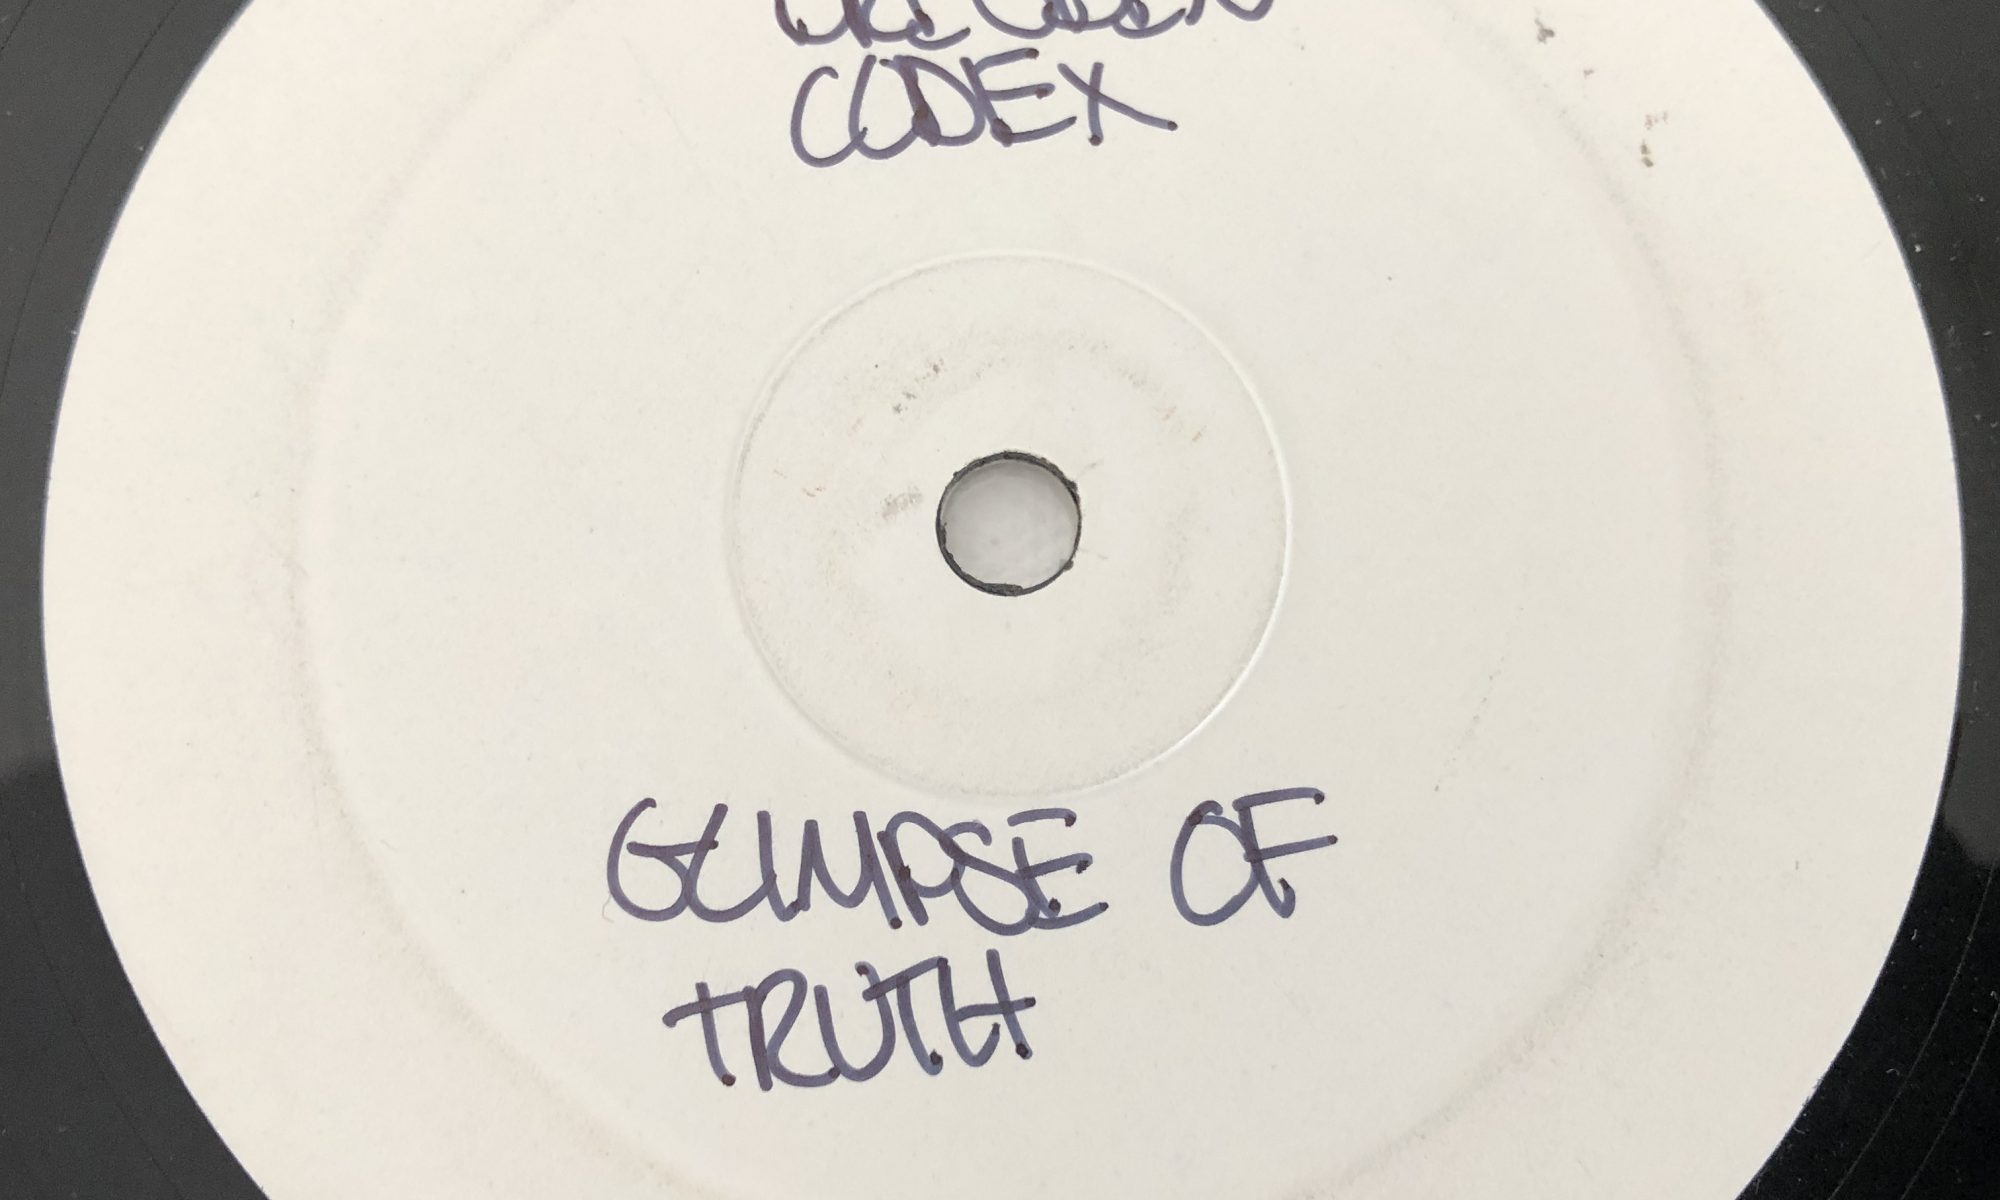 CODEX
GLIMPSE OF
TRUTH